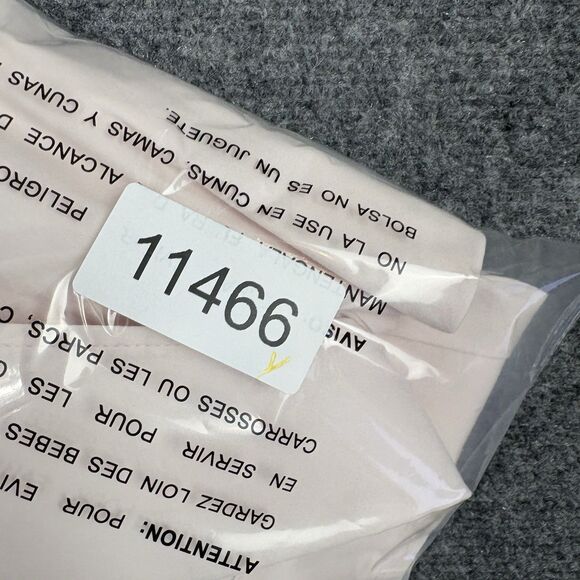 11466
ATTENTION: POUR EVI
GARDEZ LOIN DES BEBES
EN SERVIR POUR LES
CARROSSES OU LES PARCS, C
AVISO: PELIGRO
ALCANCE D
NO LA USE EN CUNAS, CAMAS Y CUNAS
BOLSA NO ES UN JUGUETE.